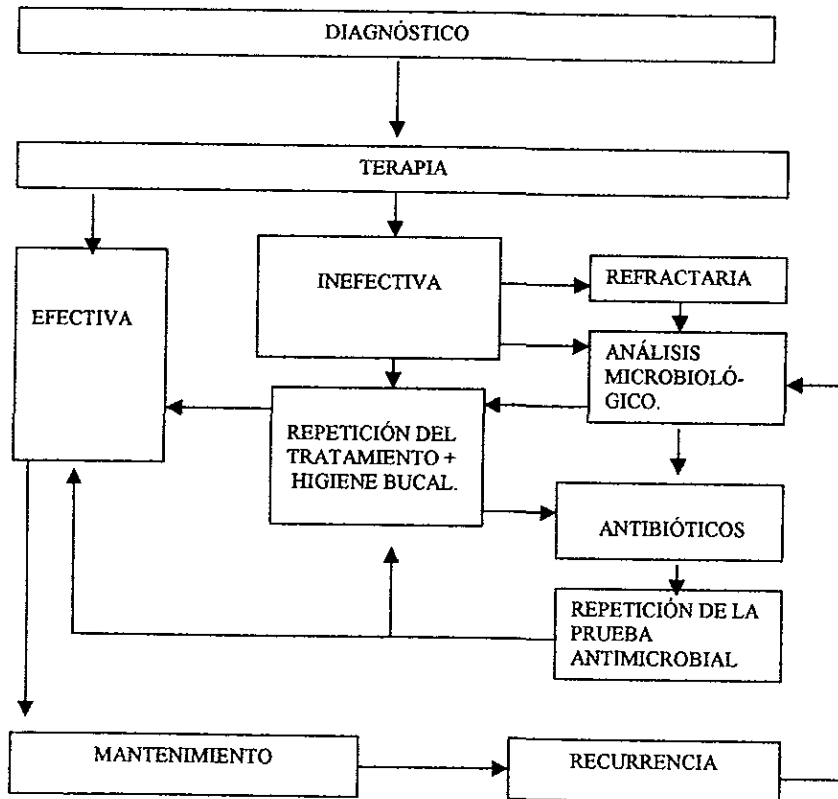 DIAGNÓSTICO
TERAPIA
EFECTIVA
INEFECTIVA
REFRACTARIA
ANÁLISIS
MICROBIOLÓ-
GICO.
REPETICIÓN DEL
TRATAMIENTO +
HIGIENE BUCAL.
ANTIBIÓTICOS
REPETICIÓN DE LA
PRUEBA
ANTIMICROBIAL
MANTENIMIENTO
RECURRENCIA